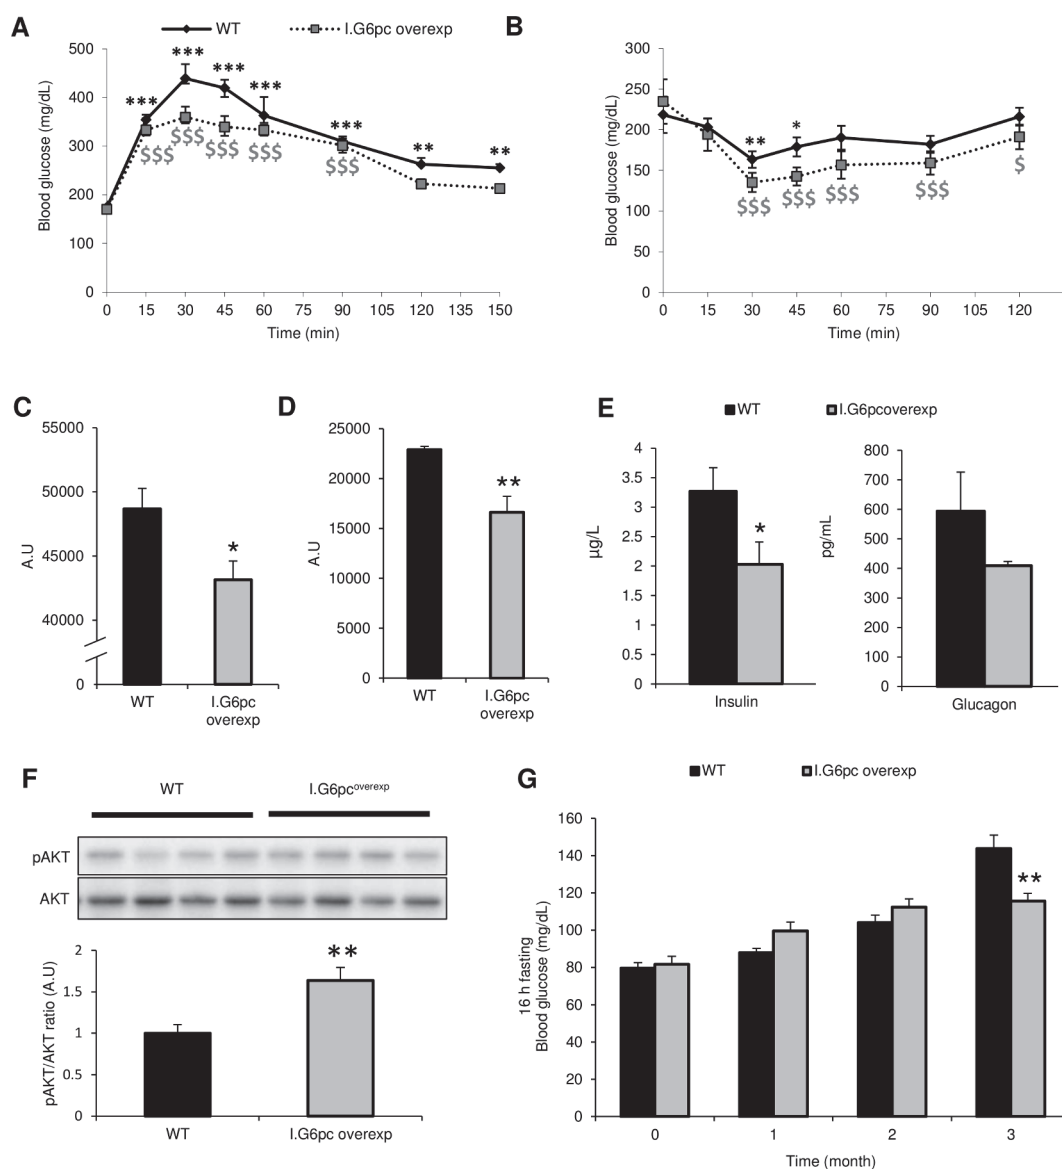 A
WT
I.G6pc overexp
B
500
400
300
200
100
0
Blood glucose (mg/dL)
***
***
***
***
***
**
**
$$$
$$$
$$$
$$$
$$$
0 15 30 45 60 75 90 105 120 135 150
Time (min)
300
250
200
150
100
50
0
Blood glucose (mg/dL)
**
*
$$$
$$$
$$$
$$$
$
0 15 30 45 60 75 90 105 120
Time (min)
C
55000
50000
45000
40000
0
A.U
*
WT
I.G6pc
overexp
D
25000
20000
15000
10000
5000
0
A.U
**
WT
I.G6pc
overexp
E
WT
I.G6pcoverexp
4
3.5
3
2.5
2
1.5
1
0.5
0
µg/L
*
Insulin
800
700
600
500
400
300
200
100
0
pg/mL
Glucagon
F
WT
I.G6pcoverexp
pAKT
AKT
2
1.5
1
0.5
0
pAKT/AKT ratio (A.U)
**
WT
I.G6pc overexp
G
WT
I.G6pc overexp
160
140
120
100
80
60
40
20
0
16 h fasting
Blood glucose (mg/dL)
**
0 1 2 3
Time (month)